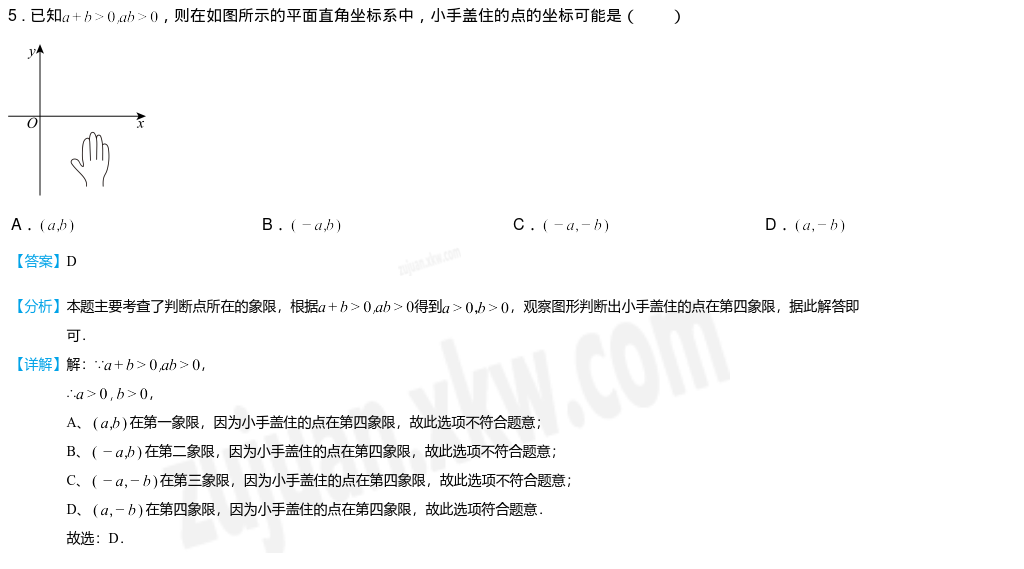 5．已知a+b>0,ab>0，则在如图所示的平面直角坐标系中，小手盖住的点的坐标可能是（　　）
y
O
x
A．(a,b) B．(-a,b) C．(-a,-b) D．(a,-b)
【答案】D
【分析】本题主要考查了判断点所在的象限，根据a+b>0,ab>0得到a>0,b>0，观察图形判断出小手盖住的点在第四象限，据此解答即
可．
【详解】解：∵a+b>0,ab>0，
∴a>0,b>0，
A、(a,b)在第一象限，因为小手盖住的点在第四象限，故此选项不符合题意；
B、(-a,b)在第二象限，因为小手盖住的点在第四象限，故此选项不符合题意；
C、(-a,-b)在第三象限，因为小手盖住的点在第四象限，故此选项不符合题意；
D、(a,-b)在第四象限，因为小手盖住的点在第四象限，故此选项符合题意．
故选：D．
zujuan.xkw.com
zujuan.xkw.com